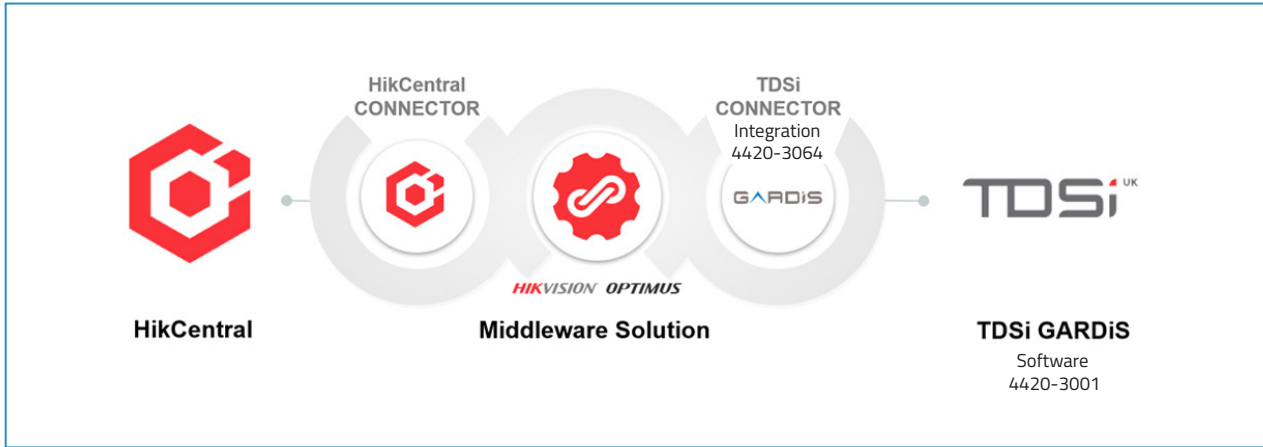 HikCentral
CONNECTOR
TDSi
CONNECTOR
Integration
4420-3064
GARDiS
TDSi UK
HIKVISION OPTIMUS
HikCentral
Middleware Solution
TDSi GARDiS
Software
4420-3001